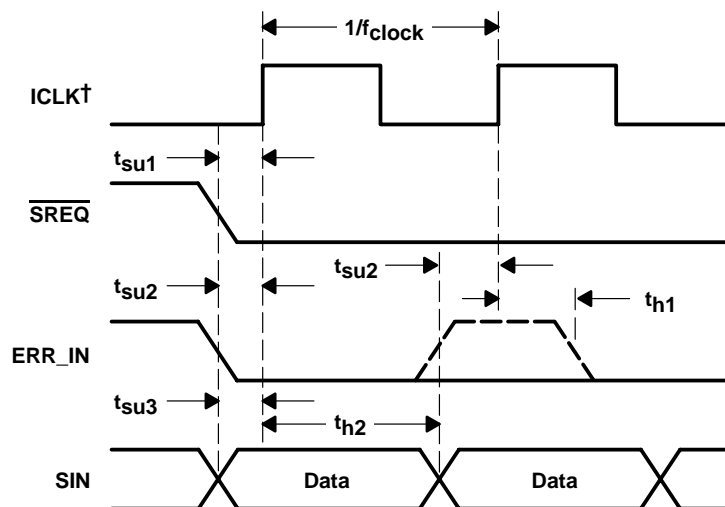 1/fclock
ICLK†
tsu1
SREQ
tsu2
th1
tsu2
ERR_IN
tsu3
th2
SIN
Data
Data